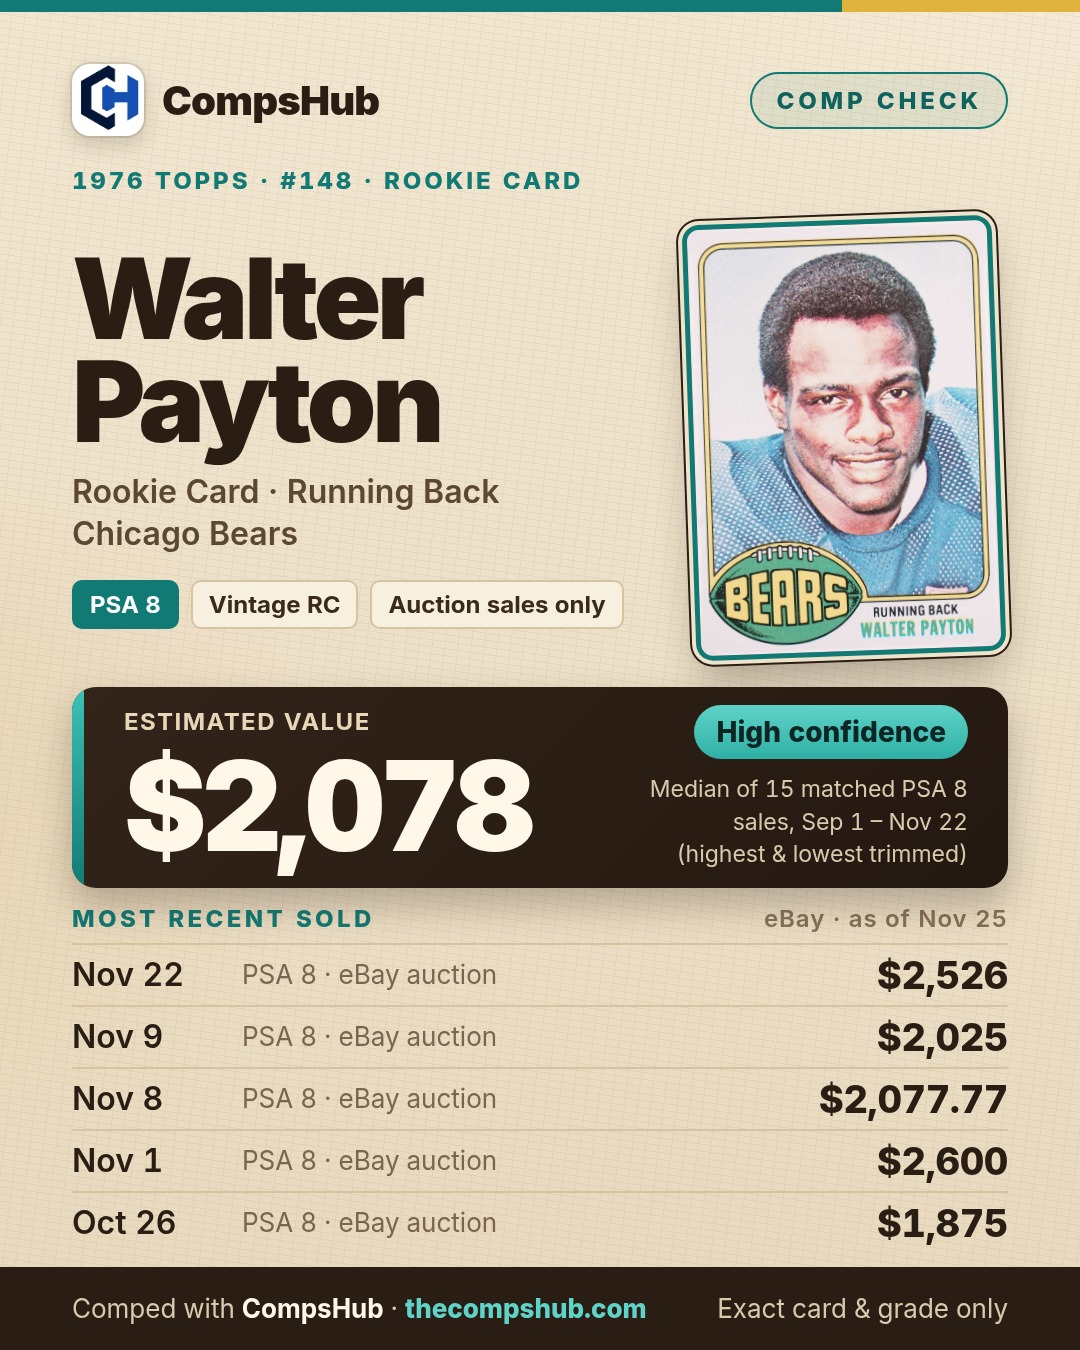 CompsHub
COMP CHECK
1976 TOPPS · #148 · ROOKIE CARD
Walter
Payton
Rookie Card · Running Back
Chicago Bears
PSA 8
Vintage RC
Auction sales only
BEARS
RUNNING BACK
WALTER PAYTON
ESTIMATED VALUE
$2,078
High confidence
Median of 15 matched PSA 8
sales, Sep 1 – Nov 22
(highest & lowest trimmed)
MOST RECENT SOLD
eBay · as of Nov 25
Nov 22 PSA 8 · eBay auction $2,526
Nov 9 PSA 8 · eBay auction $2,025
Nov 8 PSA 8 · eBay auction $2,077.77
Nov 1 PSA 8 · eBay auction $2,600
Oct 26 PSA 8 · eBay auction $1,875
Comped with CompsHub · thecompshub.com
Exact card & grade only